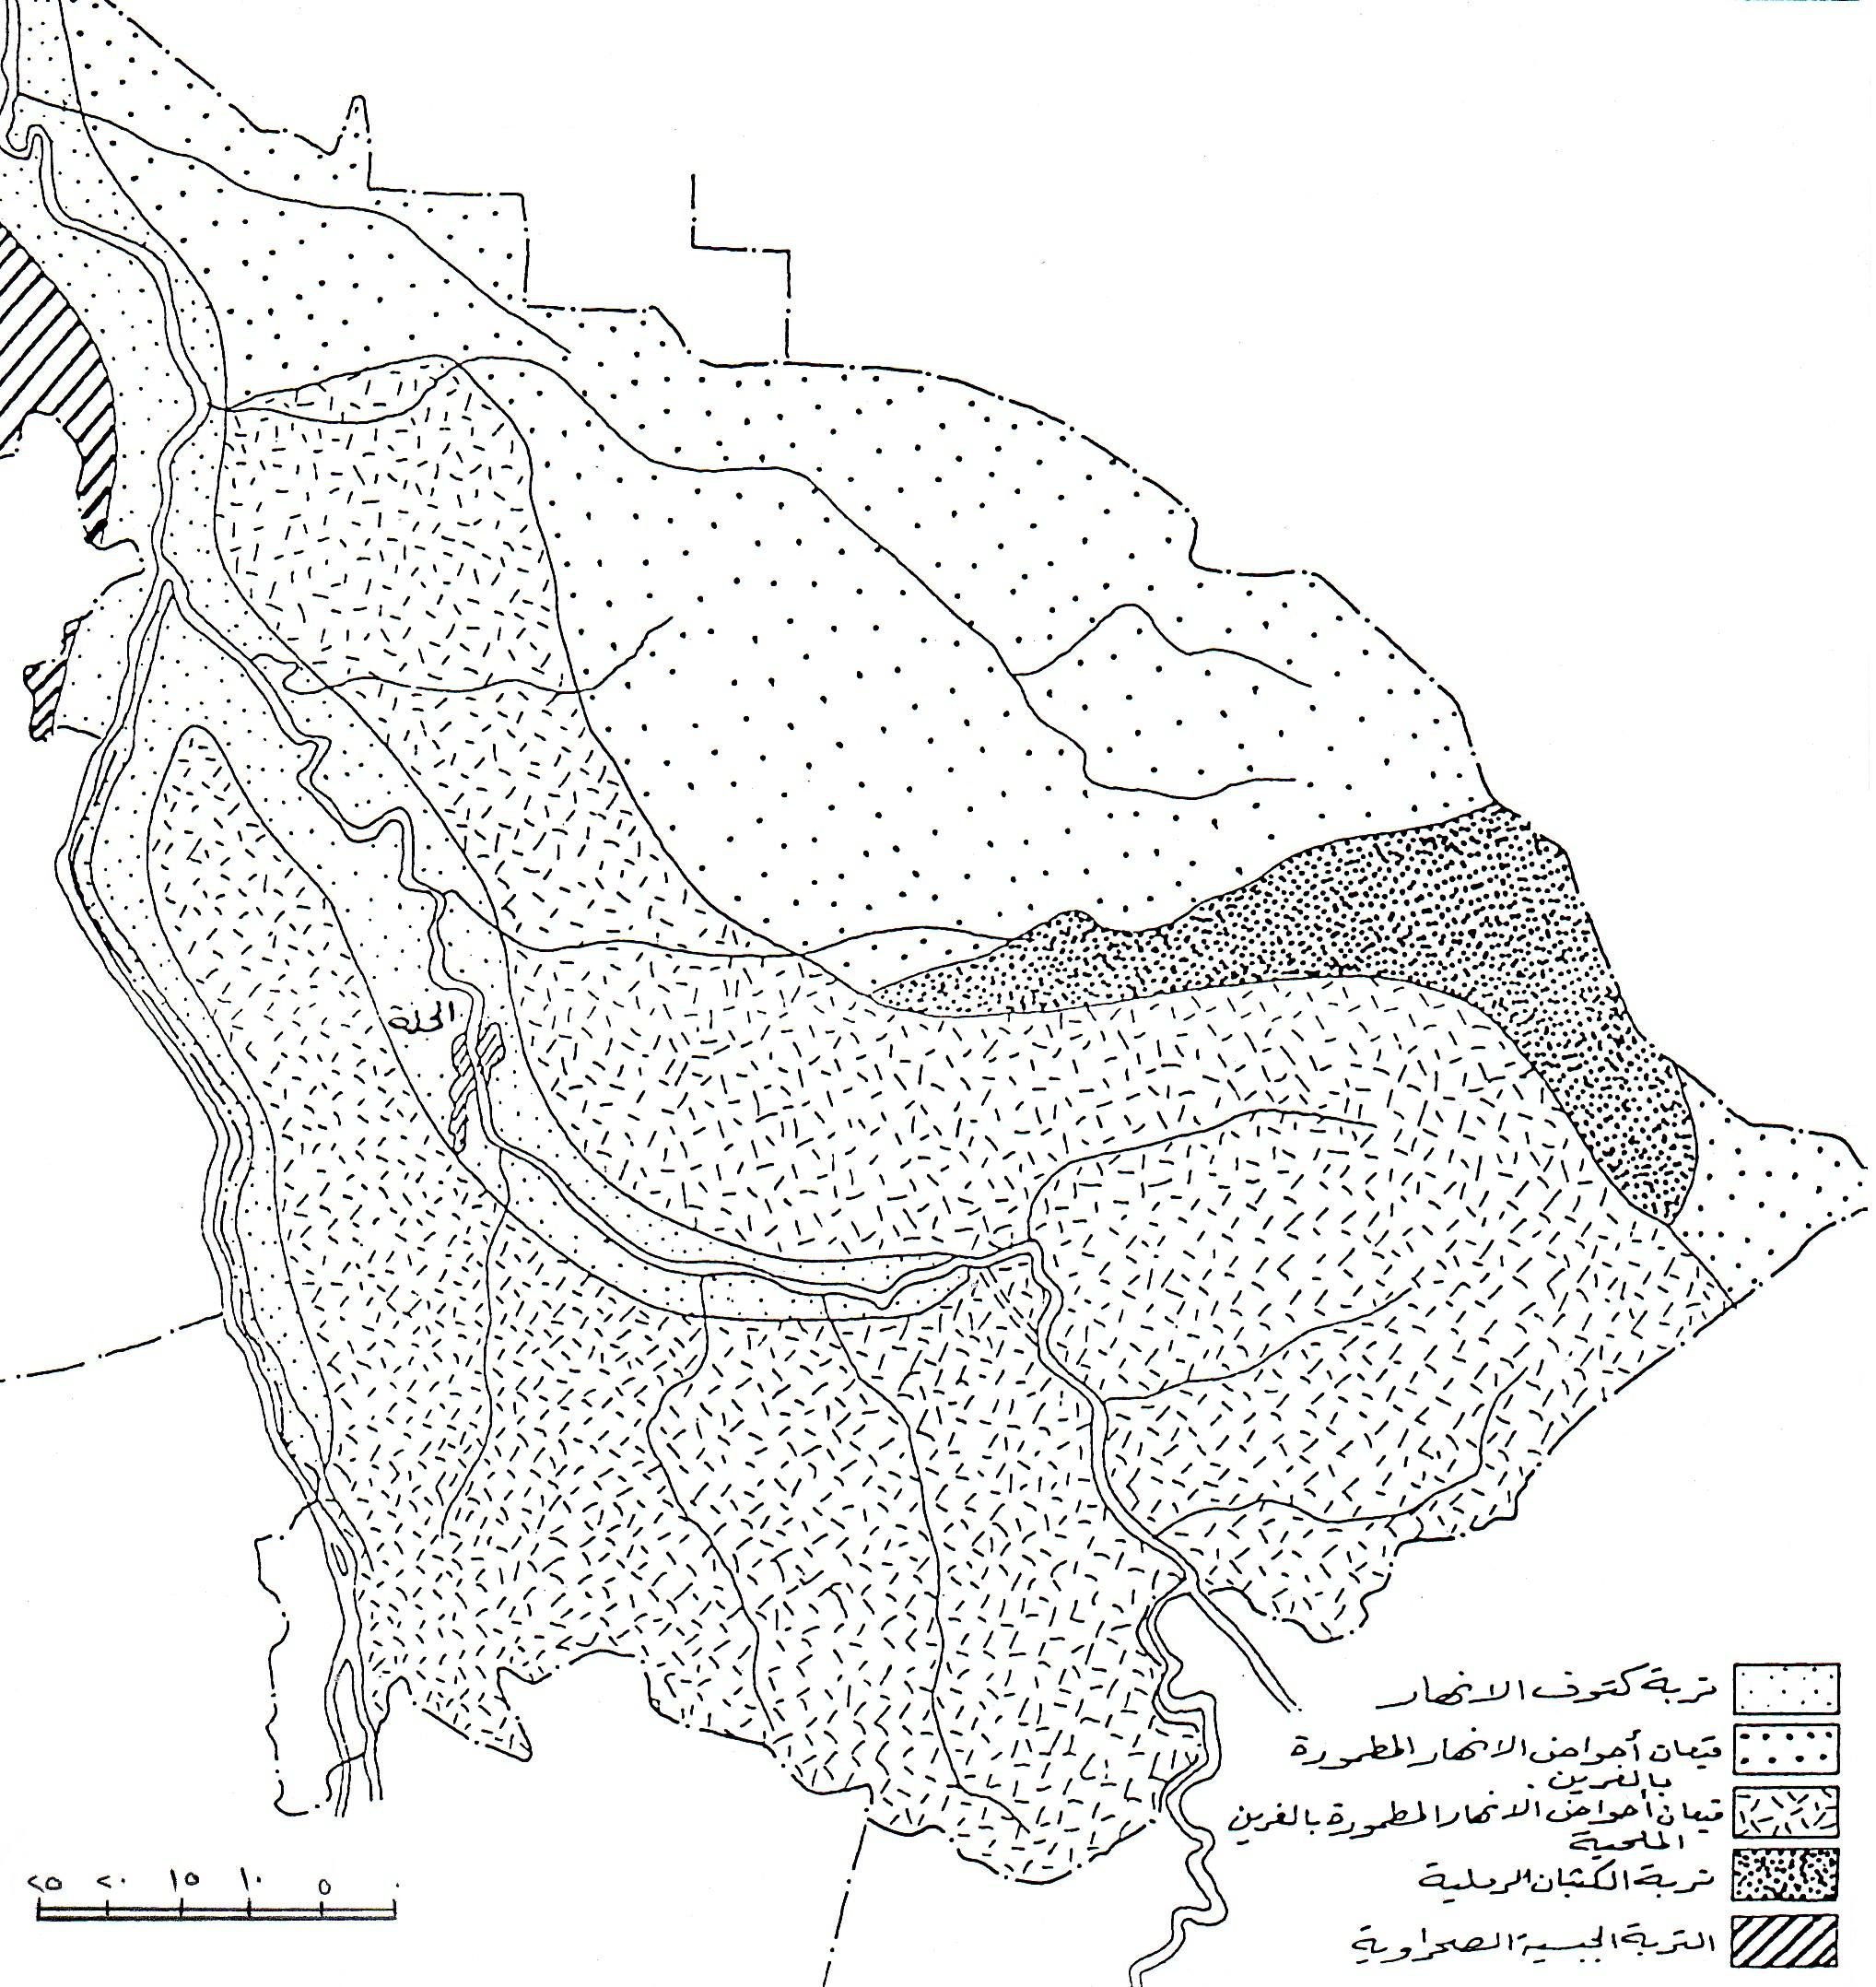 الحلة
تربة كتوف الانهار
قيعان أحواض الانهار المطمورة
بالغرين.
قيعان أحواض الانهار المطمورة بالغرين
الملحية
تربة الكثبان الرملية
التربة الجبسية الصحراوية
٢٥ ٢٠ ١٥ ١٠ ٥ ٠